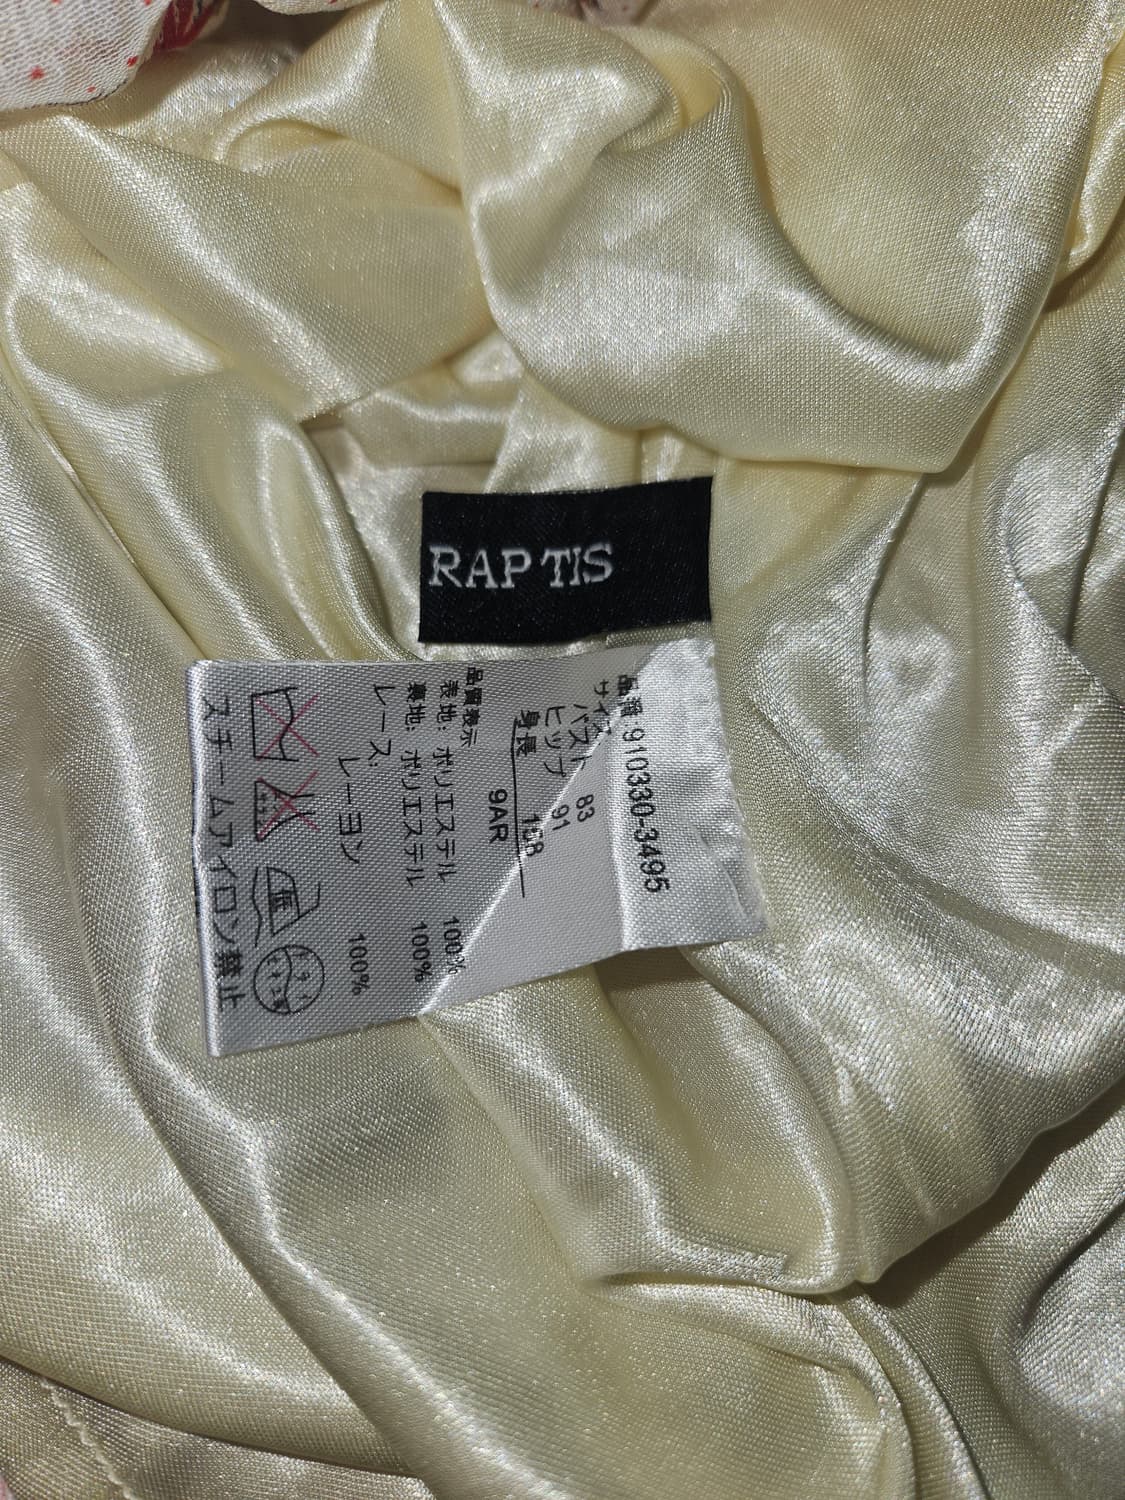 RAPTIS
品番 910330-3495
サイズ
バスト 83
ヒップ 91
身長 158
9AR
品質表示
表地: ポリエステル 100%
裏地: ポリエステル 100%
レース.
レーヨン 100%
スチームアイロン禁止